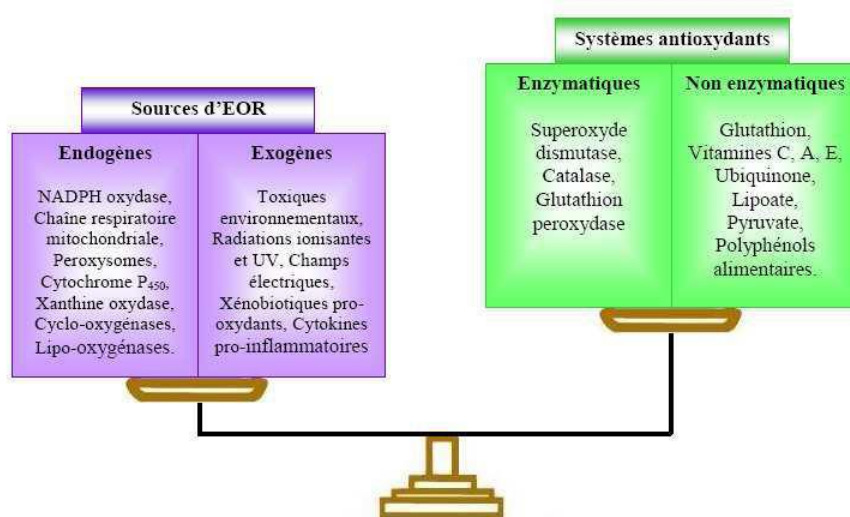 Systèmes antioxydants
Enzymatiques
Superoxyde
dismutase,
Catalase,
Glutathion
peroxydase
Non enzymatiques
Glutathion,
Vitamines C, A, E,
Ubiquinone,
Lipoate,
Pyruvate,
Polyphénols
alimentaires.
Sources d’EOR
Endogènes
NADPH oxydase,
Chaîne respiratoire
mitochondriale,
Peroxysomes,
Cytochrome P450,
Xanthine oxydase,
Cyclo-oxygénases,
Lipo-oxygénases.
Exogènes
Toxiques
environnementaux,
Radiations ionisantes
et UV, Champs
électriques,
Xénobiotiques pro-
oxydants, Cytokines
pro-inflammatoires